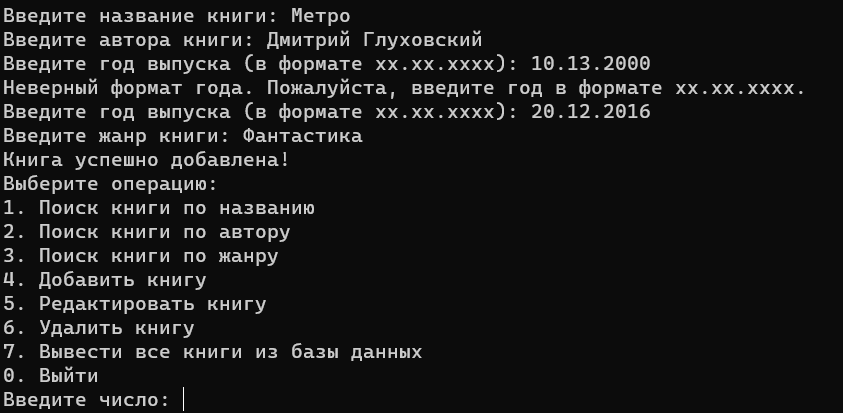 Введите название книги: Метро
Введите автора книги: Дмитрий Глуховский
Введите год выпуска (в формате xx.xx.xxxx): 10.13.2000
Неверный формат года. Пожалуйста, введите год в формате xx.xx.xxxx.
Введите год выпуска (в формате xx.xx.xxxx): 20.12.2016
Введите жанр книги: Фантастика
Книга успешно добавлена!
Выберите операцию:
1. Поиск книги по названию
2. Поиск книги по автору
3. Поиск книги по жанру
4. Добавить книгу
5. Редактировать книгу
6. Удалить книгу
7. Вывести все книги из базы данных
0. Выйти
Введите число: